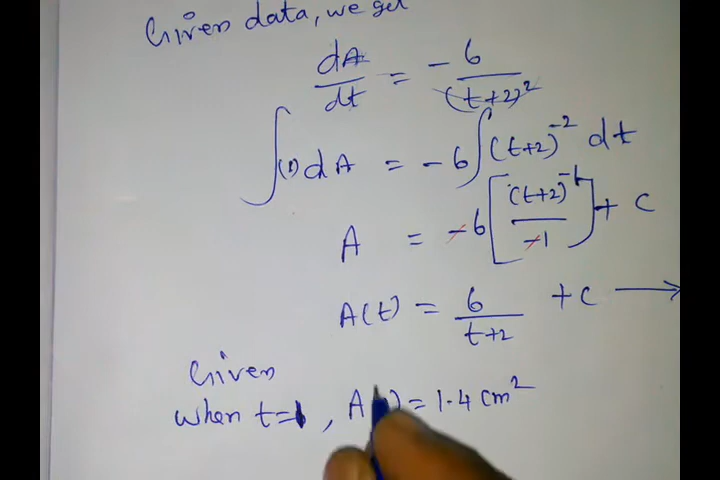 Given data, we get
dA/dt = -6/(t+2)²
∫(1)dA = -6∫(t+2)⁻² dt
A = -6[(t+2)⁻¹/-1] + C
A(t) = 6/(t+2) + C →
Given
when t=1, A = 1.4 cm²